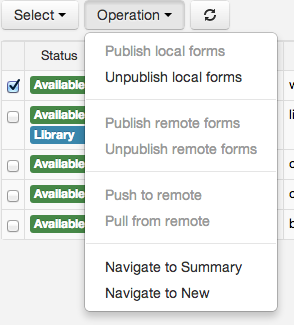 Select Operation
Publish local forms
Status
Unpublish local forms
Available
Available
Publish remote forms
Library
Unpublish remote forms
Available
Available
Push to remote
Available
Pull from remote
Navigate to Summary
Navigate to New